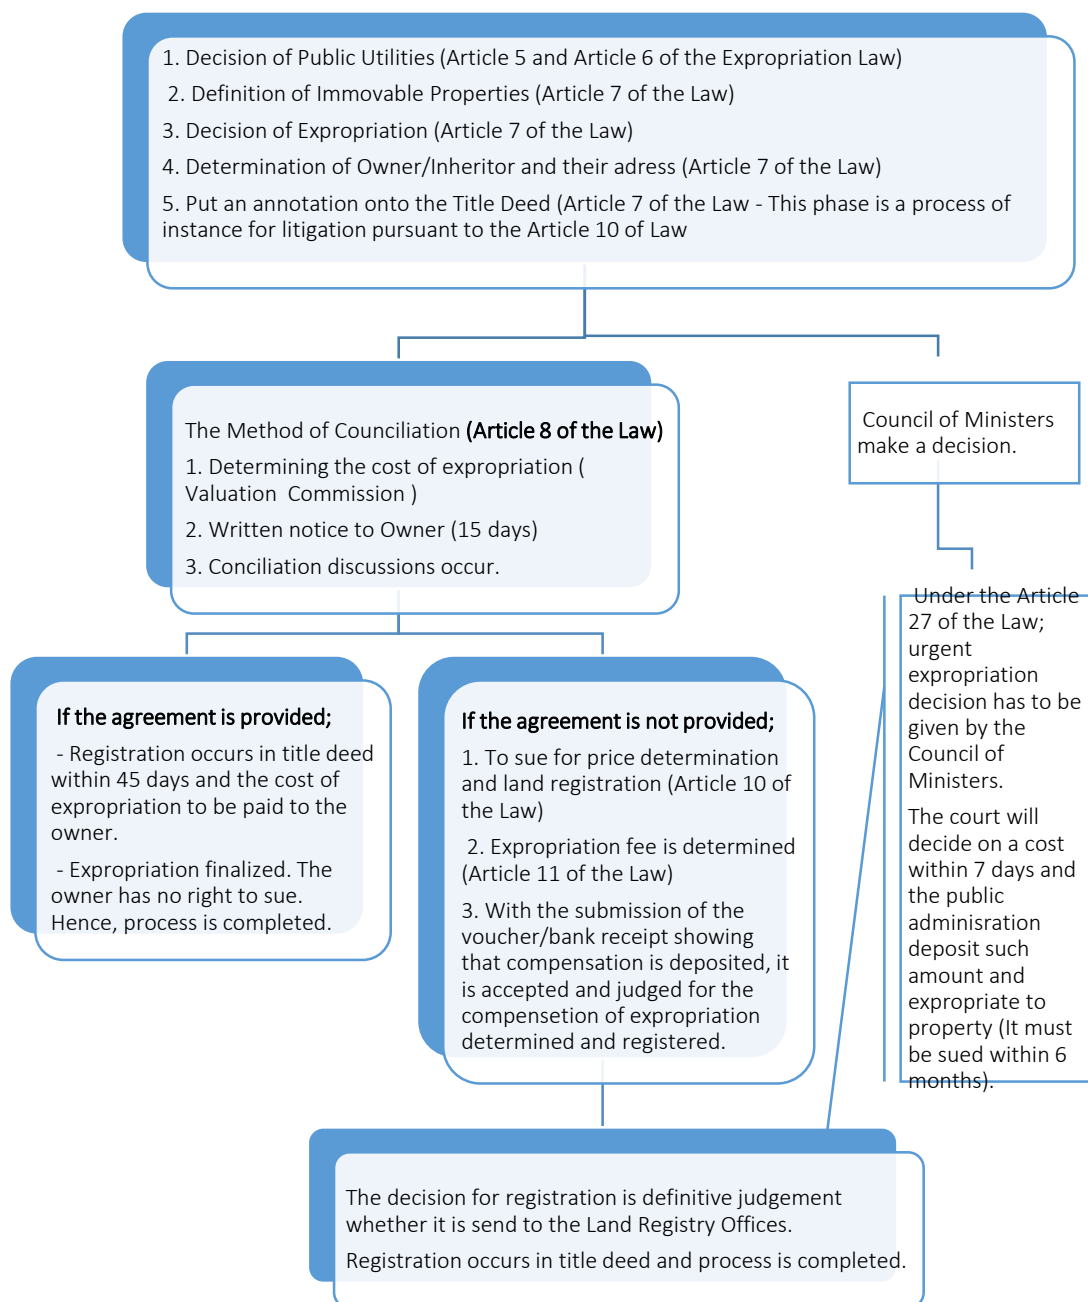 1. Decision of Public Utilities (Article 5 and Article 6 of the Expropriation Law)
2. Definition of Immovable Properties (Article 7 of the Law)
3. Decision of Expropriation (Article 7 of the Law)
4. Determination of Owner/Inheritor and their adress (Article 7 of the Law)
5. Put an annotation onto the Title Deed (Article 7 of the Law - This phase is a process of
instance for litigation pursuant to the Article 10 of Law
The Method of Counciliation (Article 8 of the Law)
1. Determining the cost of expropriation (
Valuation Commission )
2. Written notice to Owner (15 days)
3. Conciliation discussions occur.
Council of Ministers
make a decision.
If the agreement is provided;
- Registration occurs in title deed
within 45 days and the cost of
expropriation to be paid to the
owner.
- Expropriation finalized. The
owner has no right to sue.
Hence, process is completed.
If the agreement is not provided;
1. To sue for price determination
and land registration (Article 10 of
the Law)
2. Expropriation fee is determined
(Article 11 of the Law)
3. With the submission of the
voucher/bank receipt showing
that compensation is deposited, it
is accepted and judged for the
compensetion of expropriation
determined and registered.
Under the Article
27 of the Law;
urgent
expropriation
decision has to be
given by the
Council of
Ministers.
The court will
decide on a cost
within 7 days and
the public
adminisration
deposit such
amount and
expropriate to
property (It must
be sued within 6
months).
The decision for registration is definitive judgement
whether it is send to the Land Registry Offices.
Registration occurs in title deed and process is completed.